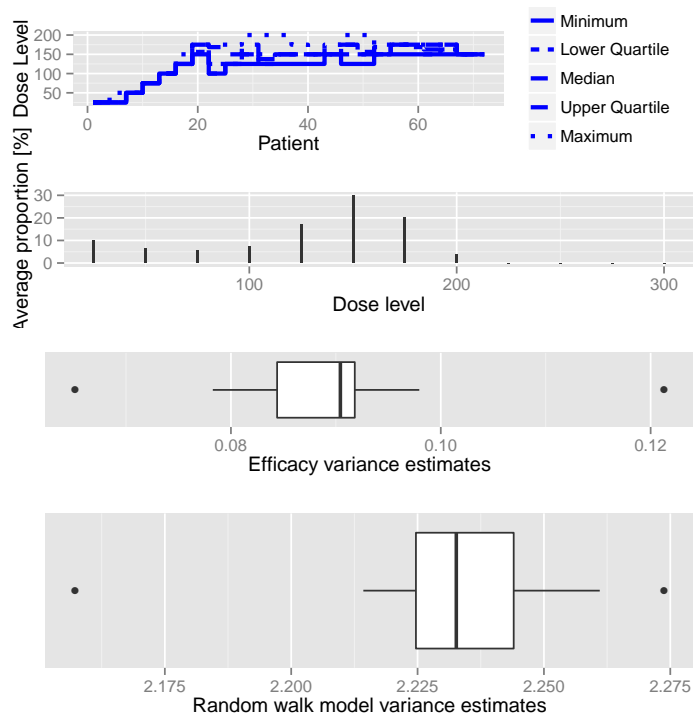 Dose Level
200
150
100
50
0
20
40
60
Patient
Minimum
Lower Quartile
Median
Upper Quartile
Maximum
Average proportion [%]
30
20
10
0
100
200
300
Dose level
0.08
0.10
0.12
Efficacy variance estimates
2.175
2.200
2.225
2.250
2.275
Random walk model variance estimates